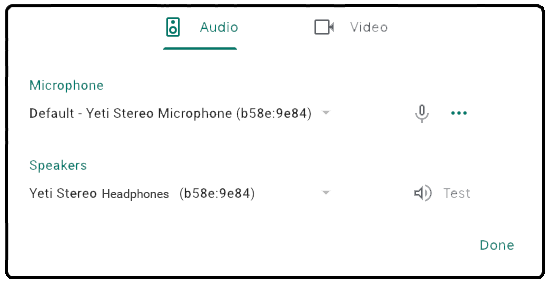 Audio Video
Microphone
Default - Yeti Stereo Microphone (b58e:9e84)
Speakers
Yeti Stereo Headphones (b58e:9e84) Test
Done